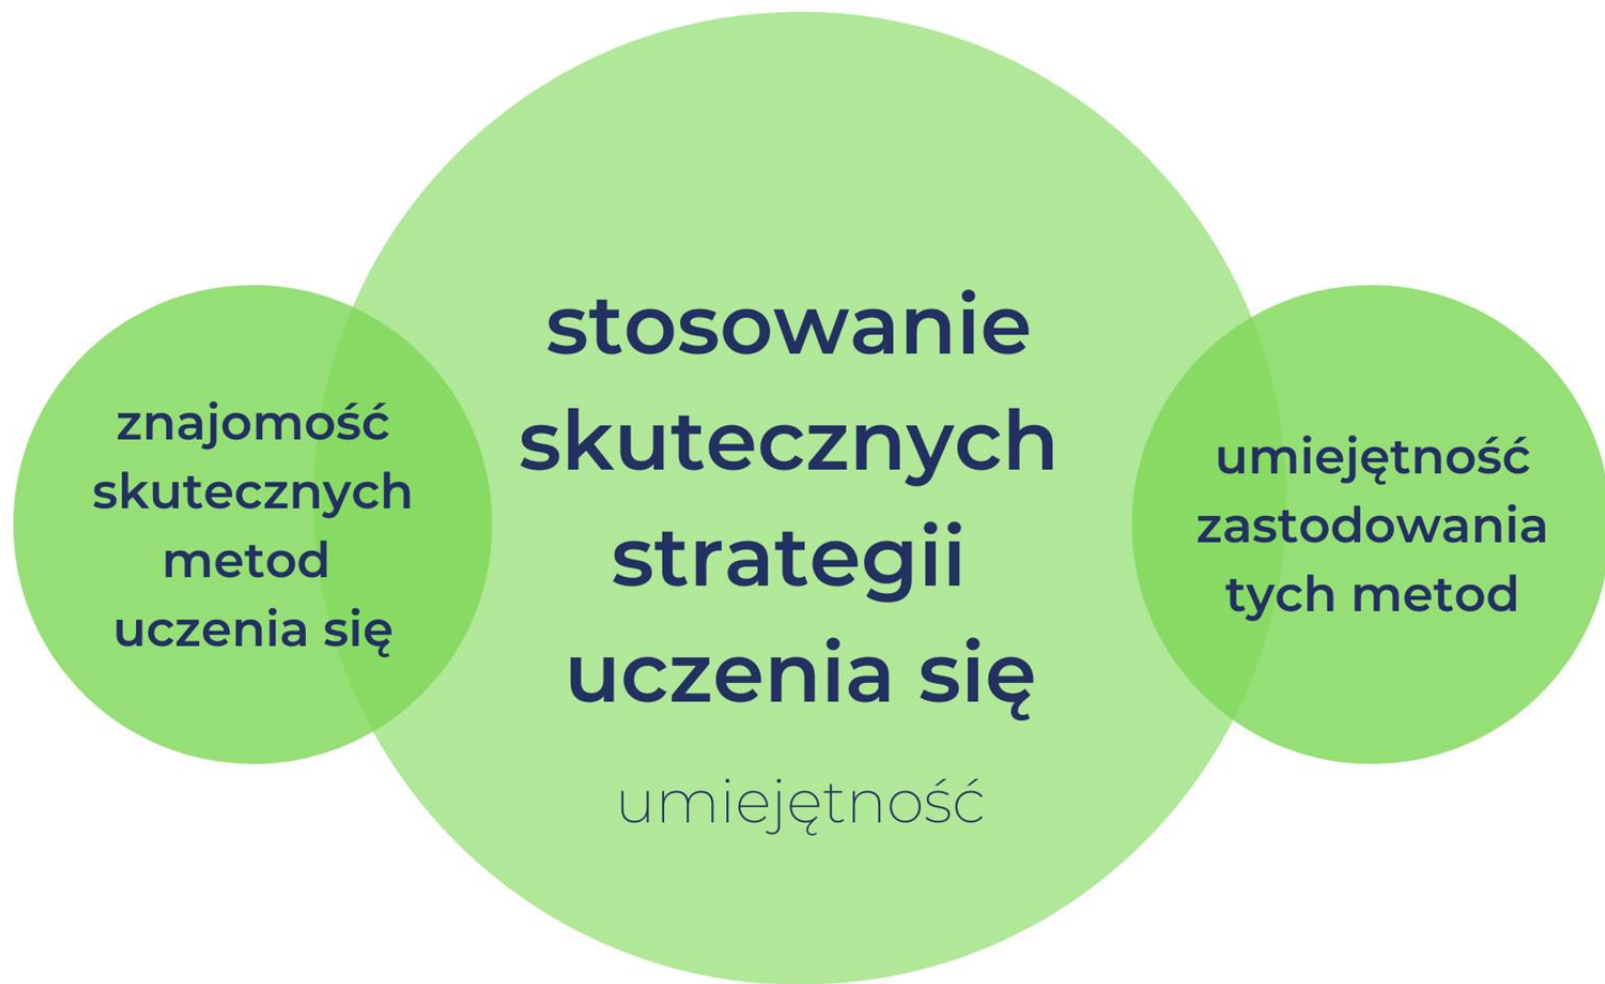 znajomość
skutecznych
metod
uczenia się
stosowanie
skutecznych
strategii
uczenia się
umiejętność
umiejętność
zastodowania
tych metod